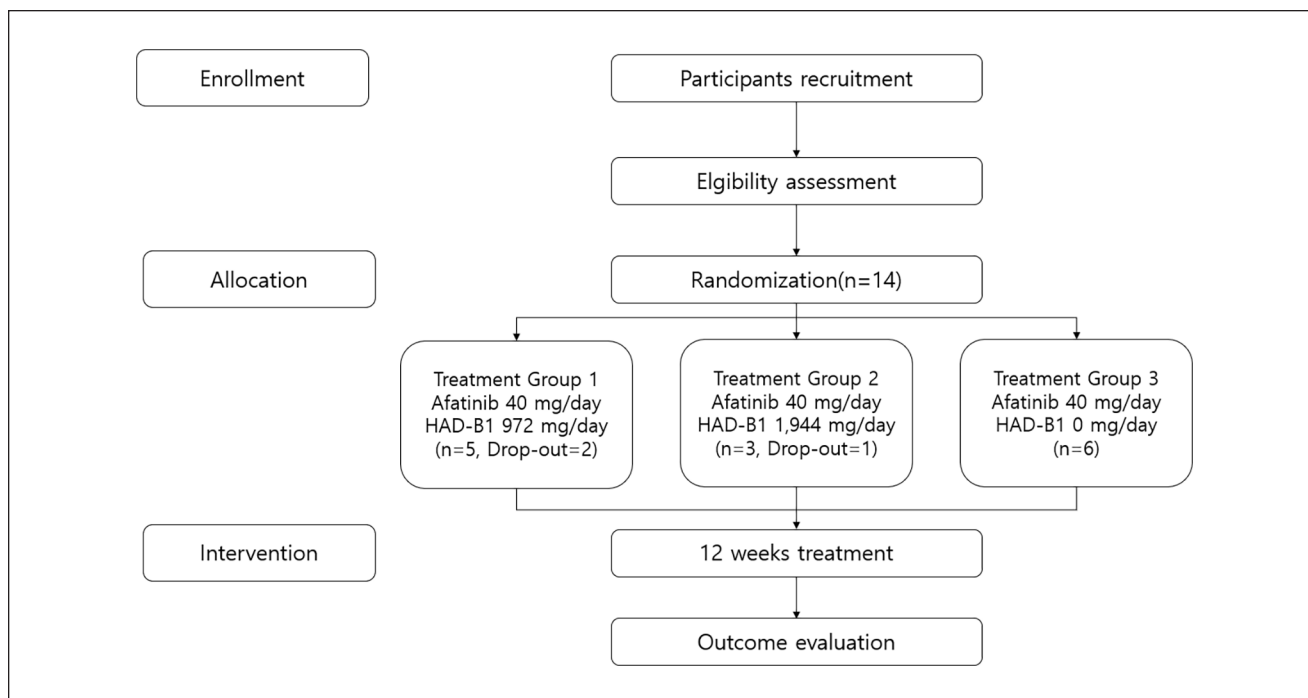 Enrollment
Participants recruitment
Elgibility assessment
Allocation
Randomization(n=14)
Treatment Group 1
Afatinib 40 mg/day
HAD-B1 972 mg/day
(n=5, Drop-out=2)
Treatment Group 2
Afatinib 40 mg/day
HAD-B1 1,944 mg/day
(n=3, Drop-out=1)
Treatment Group 3
Afatinib 40 mg/day
HAD-B1 0 mg/day
(n=6)
Intervention
12 weeks treatment
Outcome evaluation